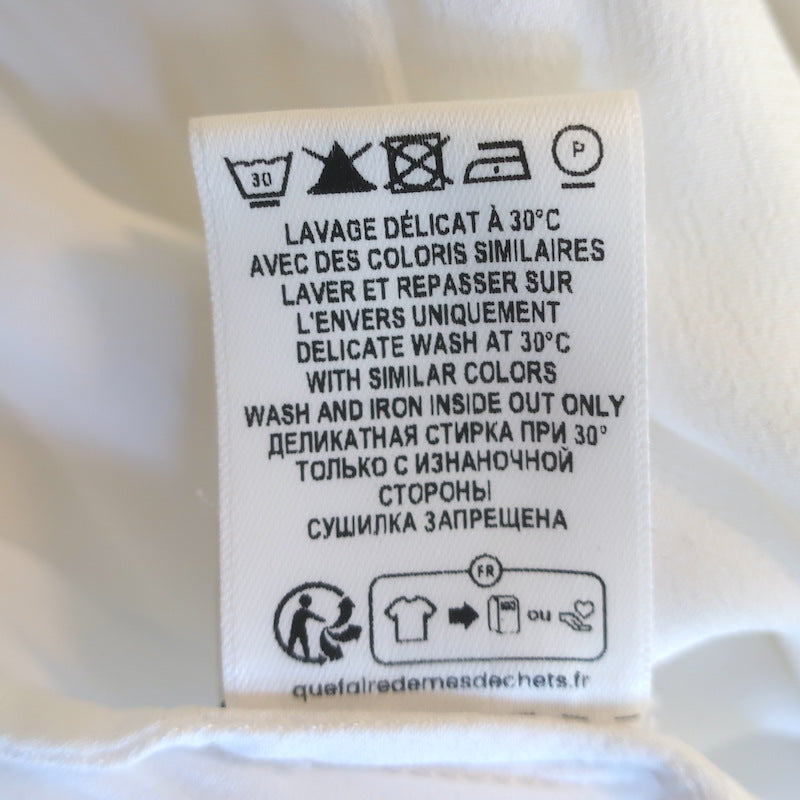 30 P
LAVAGE DÉLICAT À 30°C
AVEC DES COLORIS SIMILAIRES
LAVER ET REPASSER SUR
L'ENVERS UNIQUEMENT
DELICATE WASH AT 30°C
WITH SIMILAR COLORS
WASH AND IRON INSIDE OUT ONLY
ДЕЛИКАТНАЯ СТИРКА ПРИ 30°
ТОЛЬКО С ИЗНАНОЧНОЙ
СТОРОНЫ
СУШИЛКА ЗАПРЕЩЕНА
FR
ou
quefairedemesdechets.fr